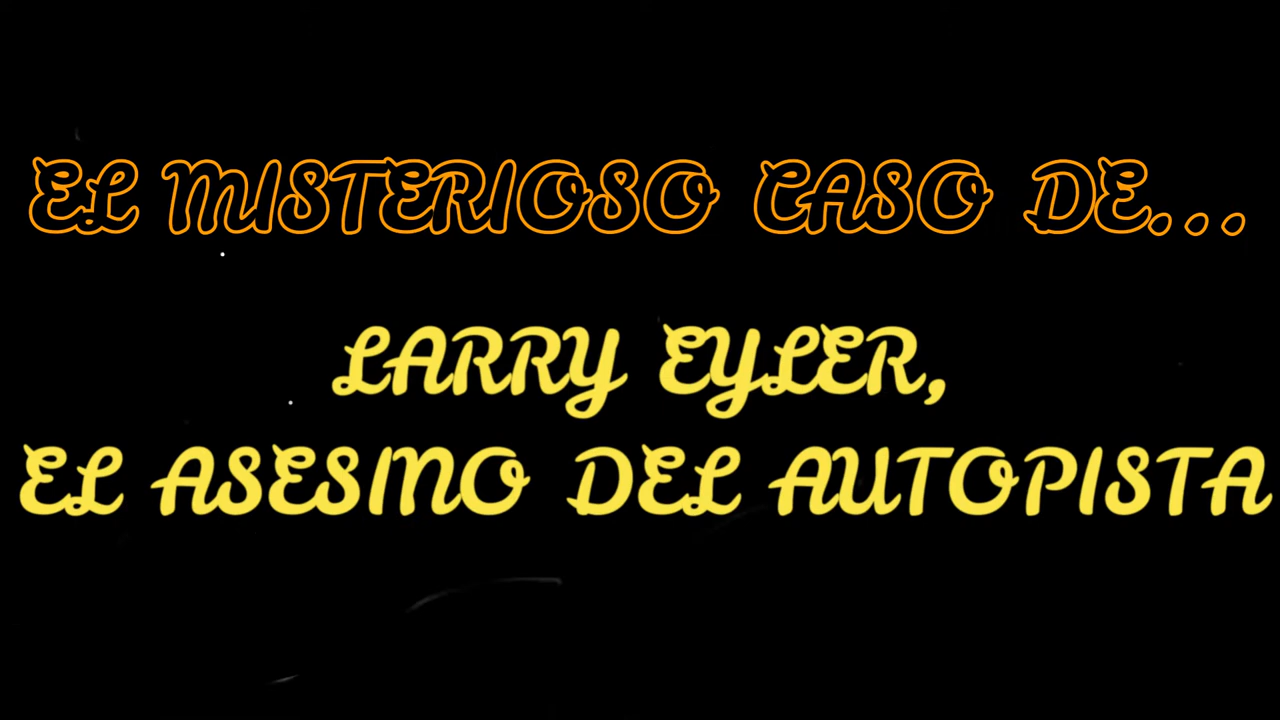 EL MISTERIOSO CASO DE...
LARRY EYLER,
EL ASESINO DEL AUTOPISTA